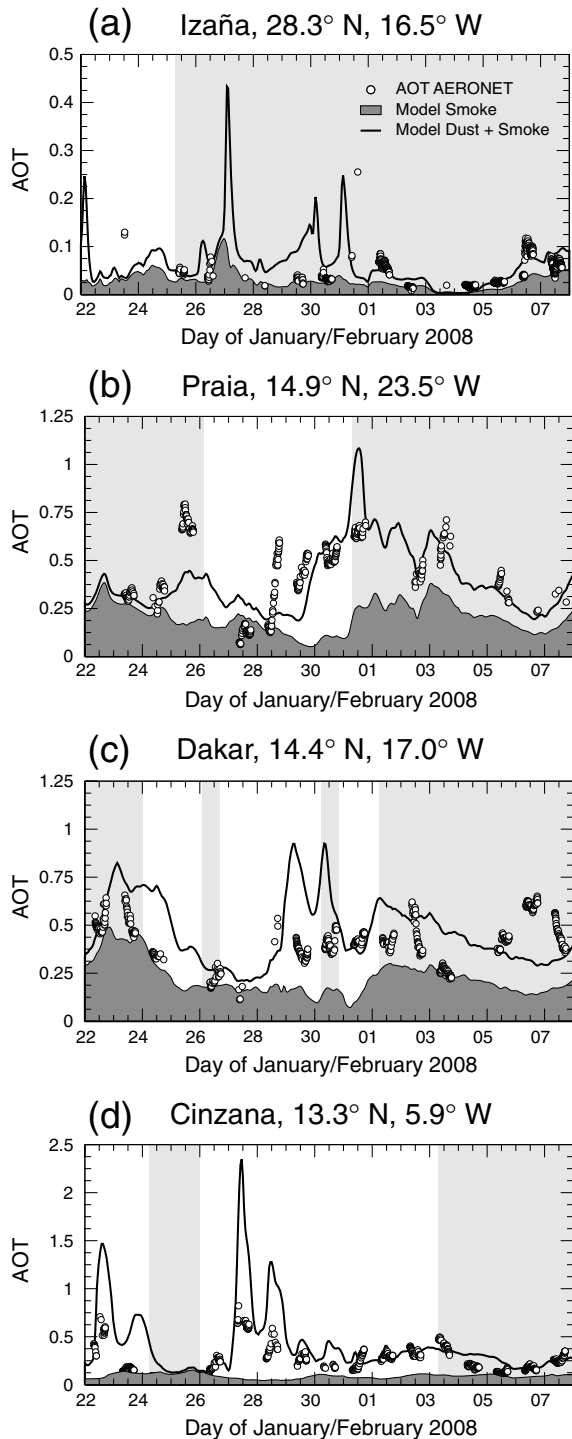 (a) Izaña, 28.3° N, 16.5° W
0.5
0.4
0.3
0.2
0.1
0
AOT
AOT AERONET
Model Smoke
Model Dust + Smoke
22 24 26 28 30 01 03 05 07
Day of January/February 2008
(b) Praia, 14.9° N, 23.5° W
1.25
1
0.75
0.5
0.25
0
AOT
22 24 26 28 30 01 03 05 07
Day of January/February 2008
(c) Dakar, 14.4° N, 17.0° W
1.25
1
0.75
0.5
0.25
0
AOT
22 24 26 28 30 01 03 05 07
Day of January/February 2008
(d) Cinzana, 13.3° N, 5.9° W
2.5
2
1.5
1
0.5
0
AOT
22 24 26 28 30 01 03 05 07
Day of January/February 2008